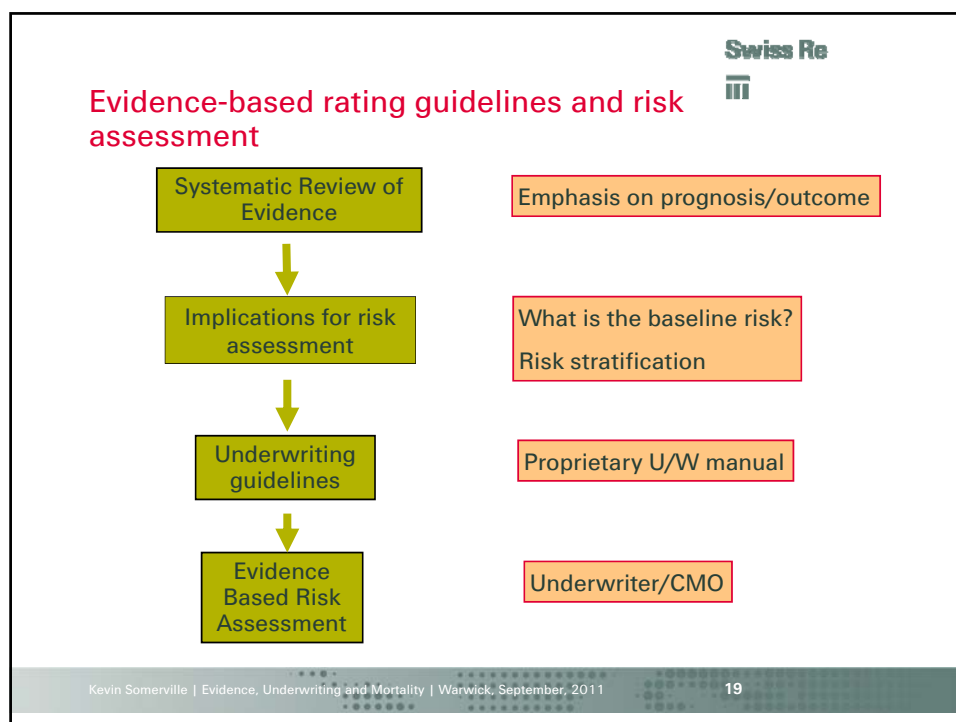 Swiss Re
Evidence-based rating guidelines and risk
assessment
Systematic Review of
Evidence
Emphasis on prognosis/outcome
Implications for risk
assessment
What is the baseline risk?
Risk stratification
Underwriting
guidelines
Proprietary U/W manual
Evidence
Based Risk
Assessment
Underwriter/CMO
Kevin Somerville | Evidence, Underwriting and Mortality | Warwick, September, 2011
19